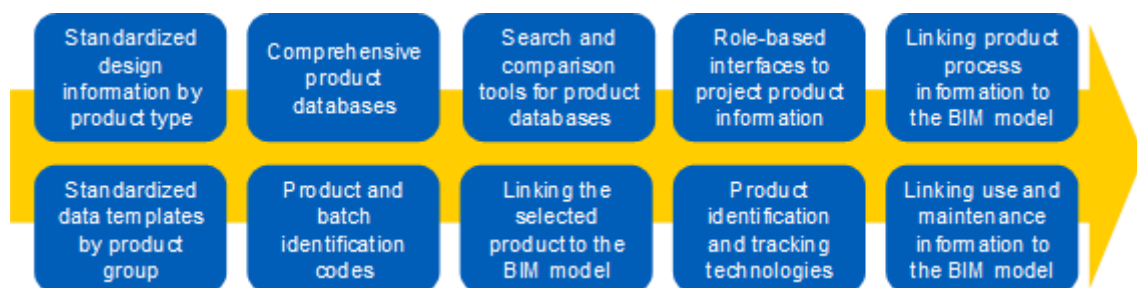 Standardized
design
information by
product type
Comprehensive
product
databases
Search and
comparison
tools for product
databases
Role-based
interfaces to
project product
information
Linking product
process
information to
the BIM model
Standardized
data templates
by product
group
Product and
batch
identification
codes
Linking the
selected
product to the
BIM model
Product
identification
and tracking
technologies
Linking use and
maintenance
information to
the BIM model